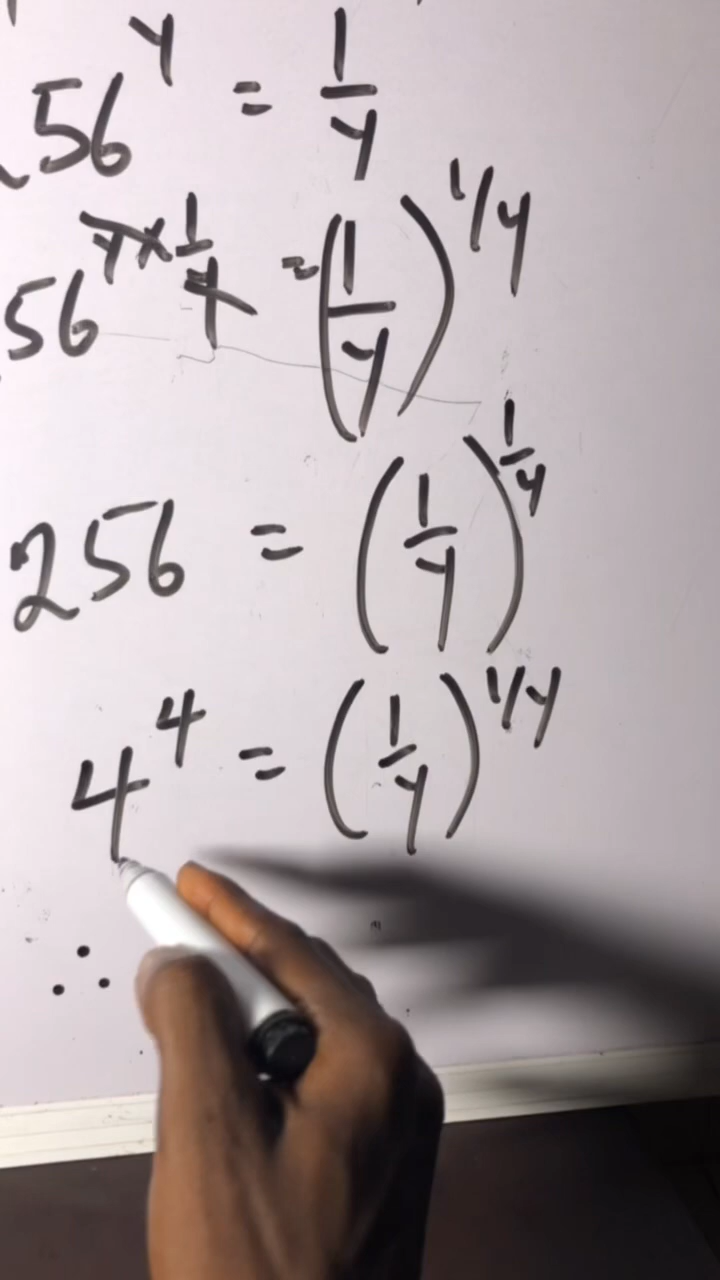 56^y = 1/y
56^(y×1/y) = (1/y)^(1/y)
256 = (1/y)^(1/y)
4^4 = (1/y)^(1/y)
∴